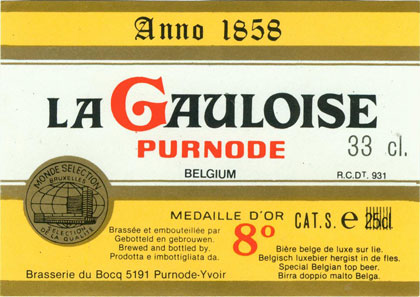 Anno 1858
LA GAULOISE
PURNODE
33 cl.
BELGIUM
R.C.DT. 931
MONDE SELECTION
BRUXELLES
SELECTION
DE LA QUALITE
MEDAILLE D'OR
CAT.S. e 25cl
8°
Brassée et embouteillée par
Gebotteld en gebrouwen.
Brewed and bottled by.
Prodotta e imbottigliata da.
Bière belge de luxe sur lie.
Belgisch luxebier hergist in de fles.
Special Belgian top beer.
Birra doppio malto Belga.
Brasserie du Bocq 5191 Purnode-Yvoir